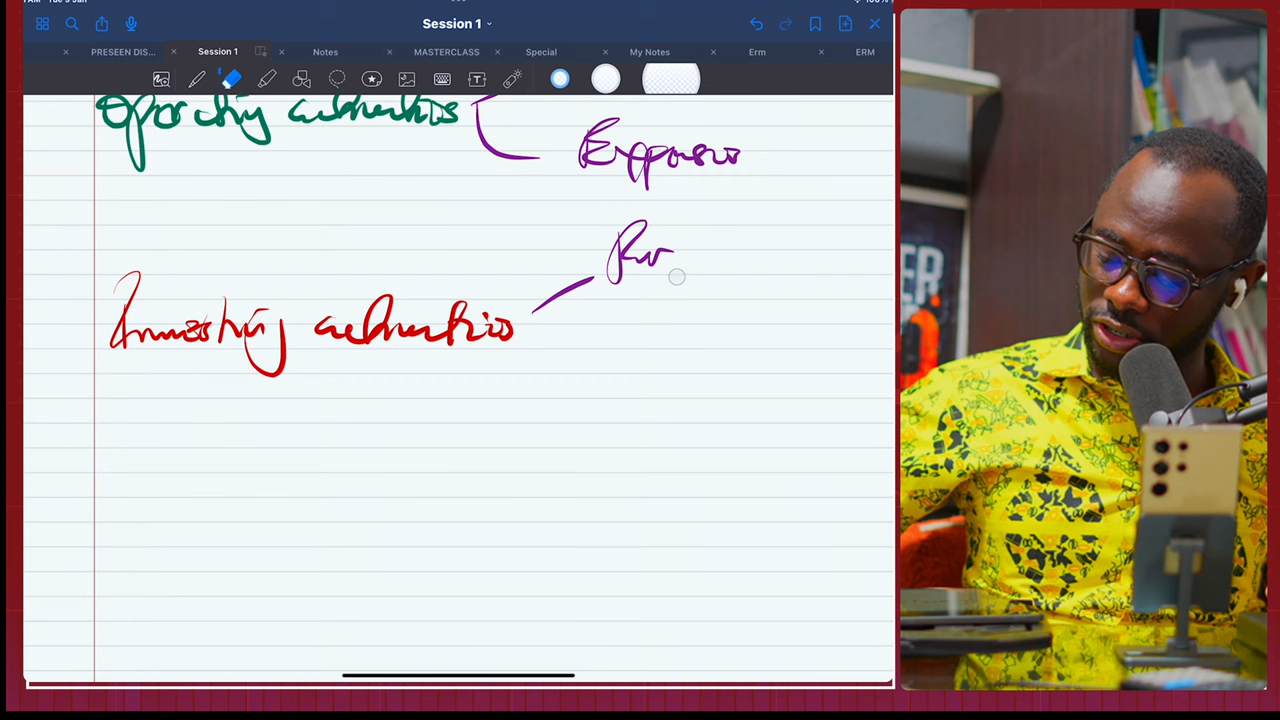 Session 1
PRESEEN DIS...
Session 1
Notes
MASTERCLASS
Special
My Notes
Erm
ERM
Operating activities
Expenses
Investing activities